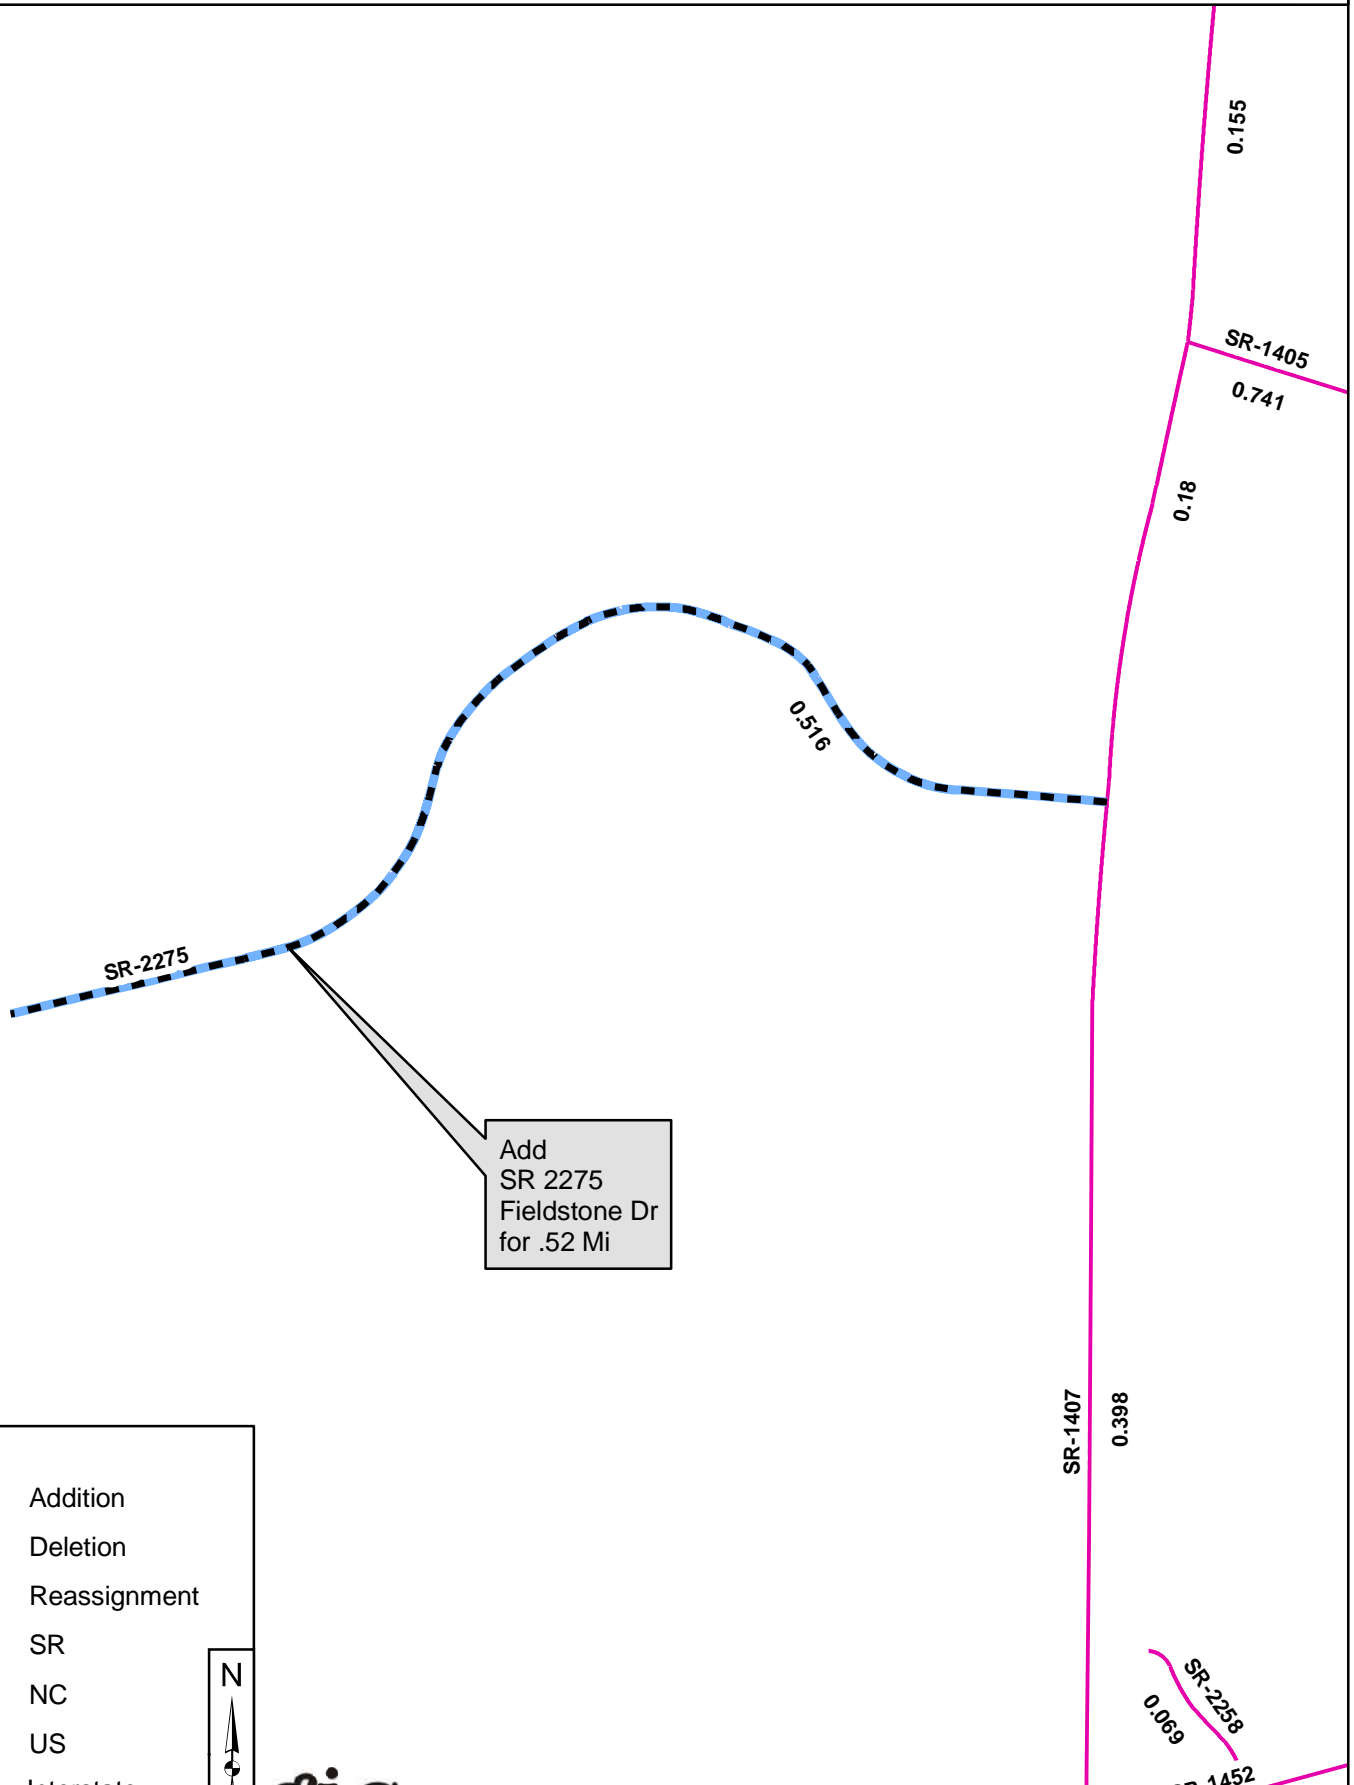 0.155
SR-1405
0.741
0.18
0.516
SR-2275
Add
SR 2275
Fieldstone Dr
for .52 Mi
SR-1407
0.398
Addition
Deletion
Reassignment
SR
NC
US
N
SR-2258
0.069